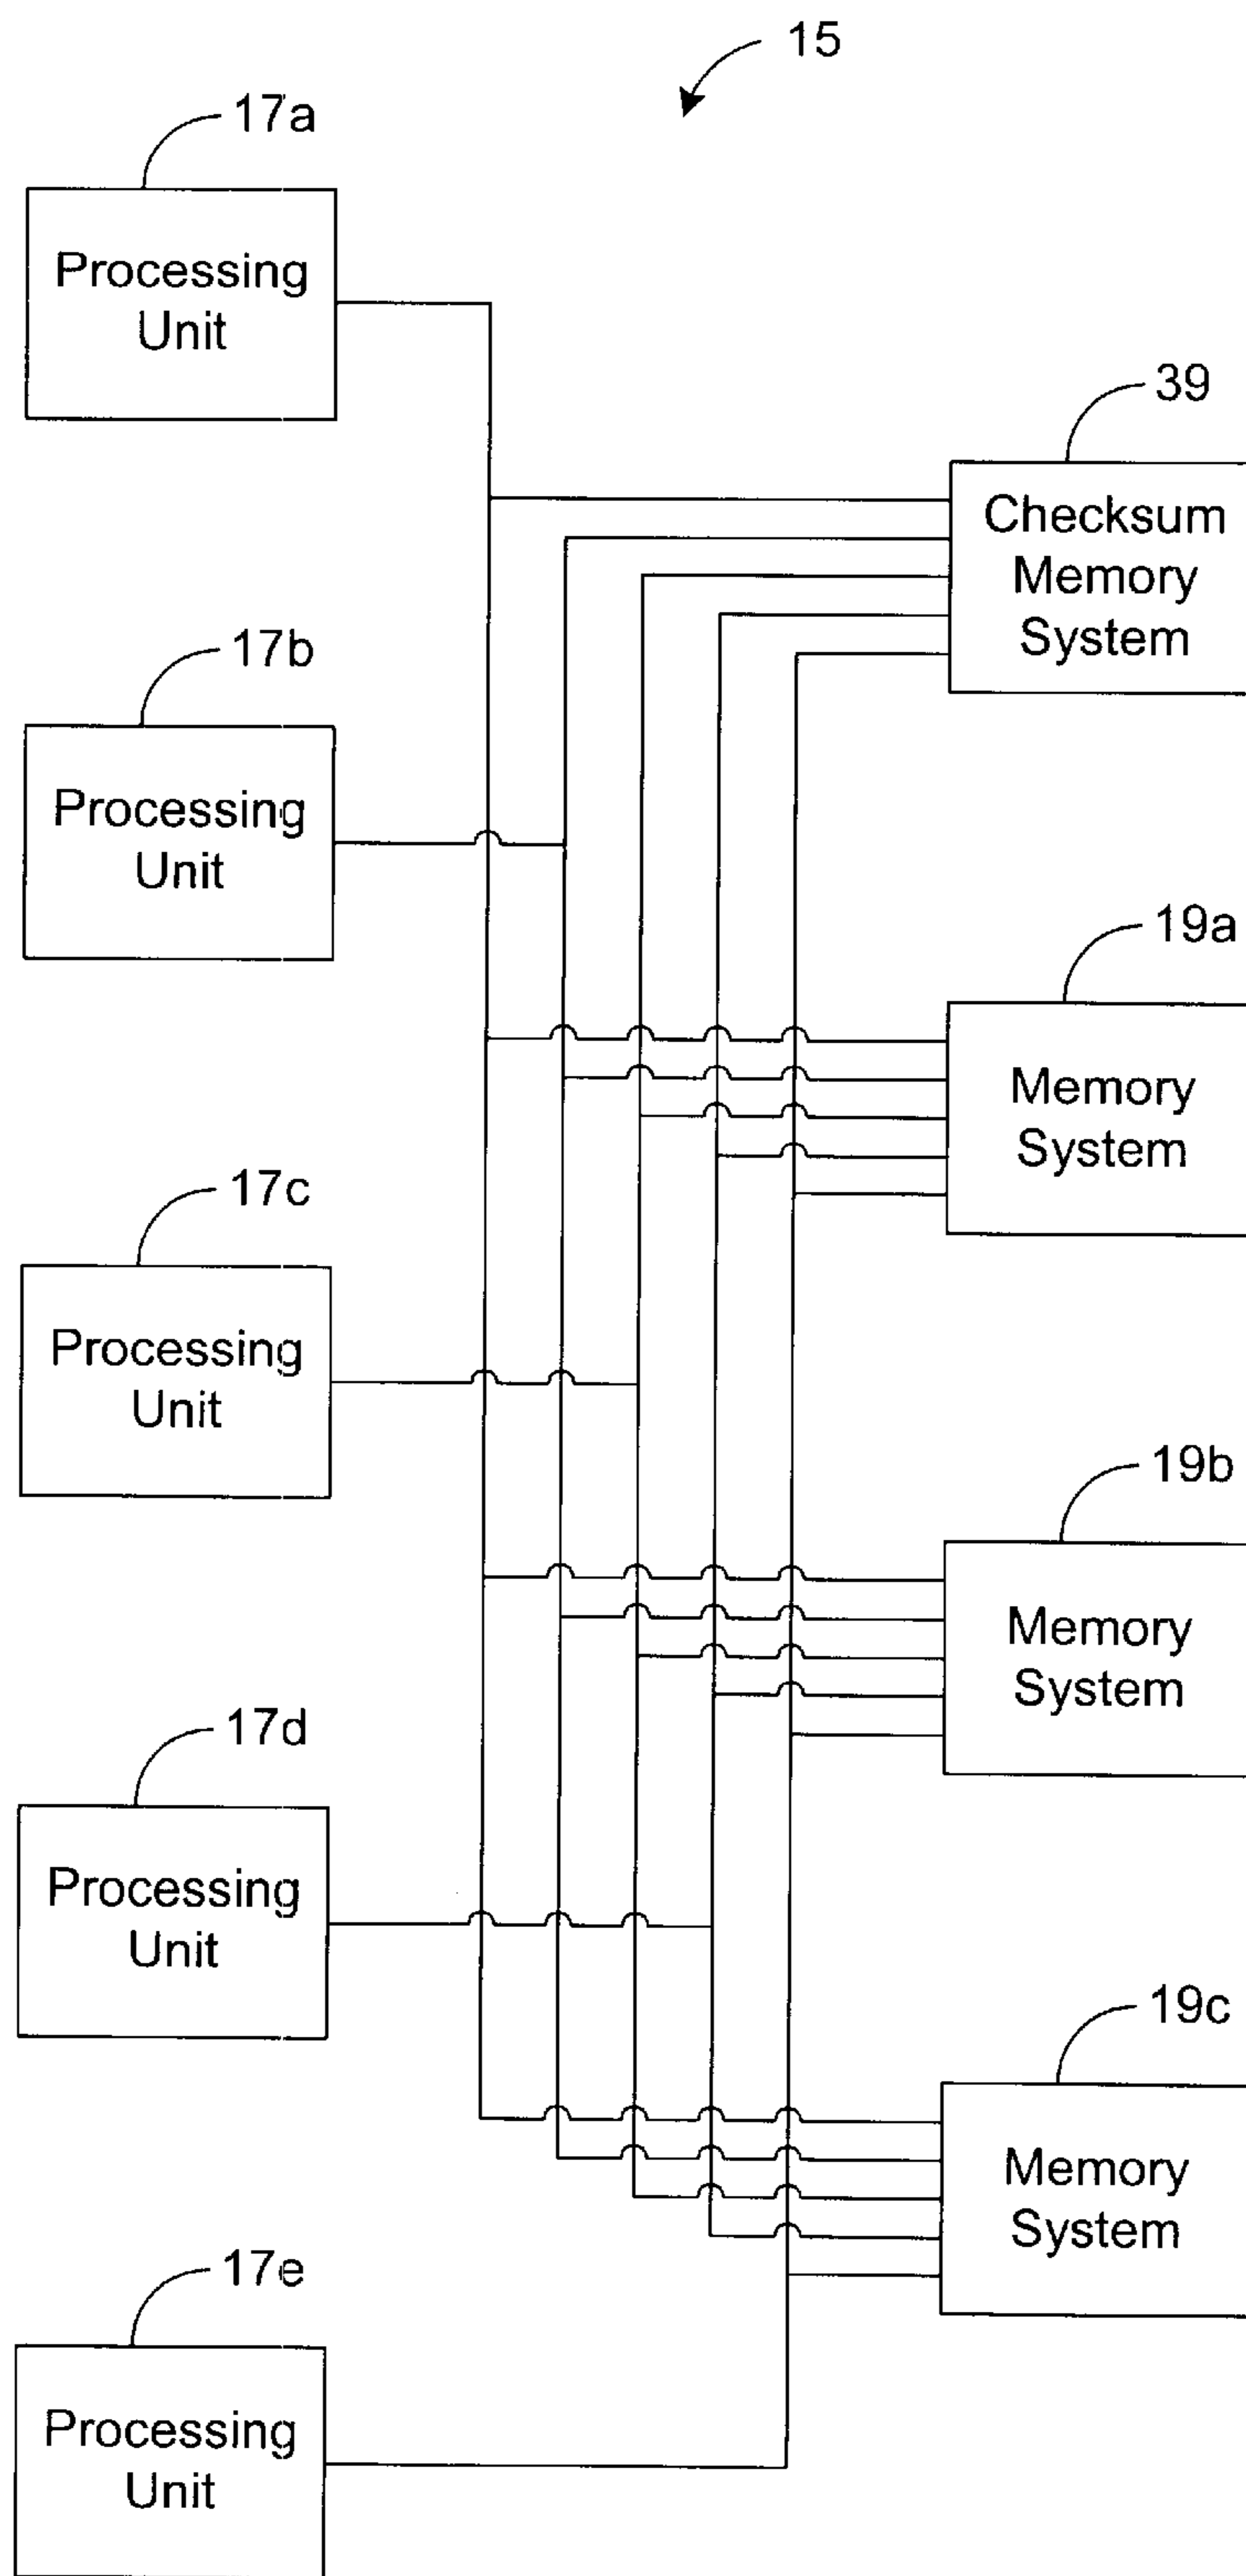 15
17a
Processing
Unit
39
Checksum
Memory
System
17b
Processing
Unit
19a
Memory
System
17c
Processing
Unit
19b
Memory
System
17d
Processing
Unit
19c
Memory
System
17e
Processing
Unit